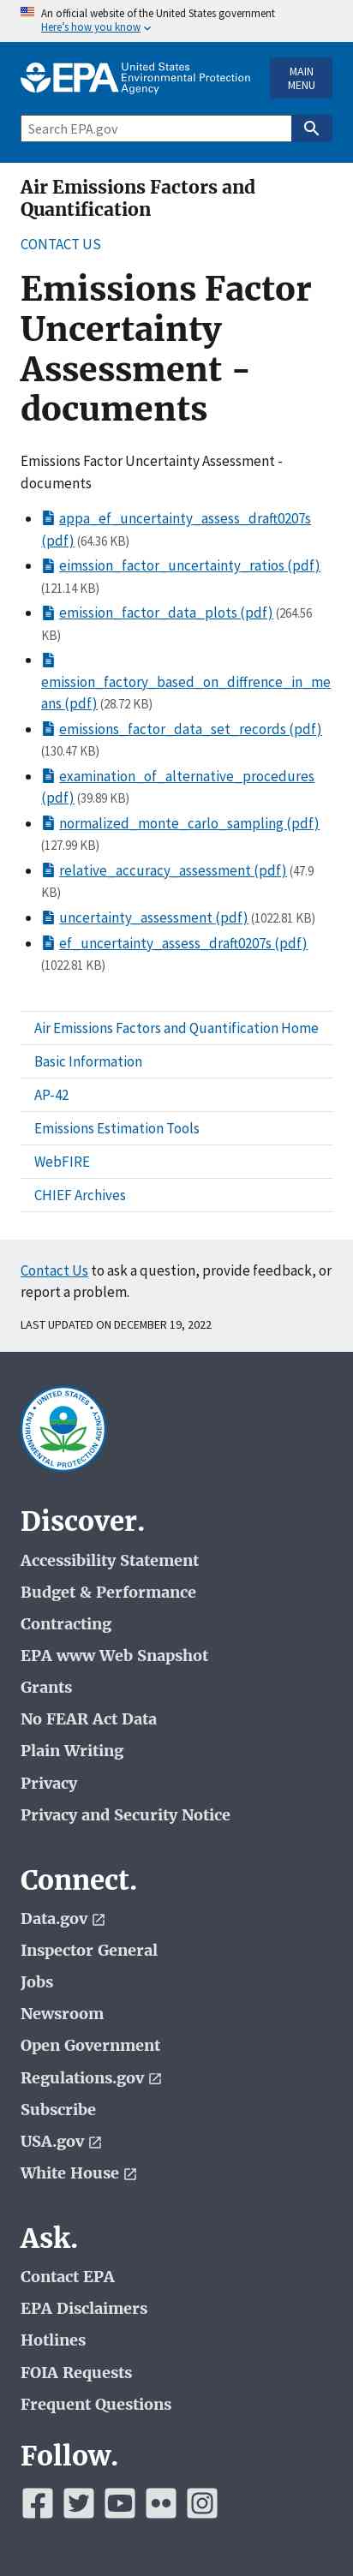 An official website of the United States government
Here's how you know
EPA United States
Environmental Protection
Agency
MAIN
MENU
Search EPA.gov
Air Emissions Factors and
Quantification
CONTACT US
Emissions Factor
Uncertainty
Assessment -
documents
Emissions Factor Uncertainty Assessment -
documents
appa_ef_uncertainty_assess_draft0207s
(pdf) (64.36 KB)
eimssion_factor_uncertainty_ratios (pdf)
(121.14 KB)
emission_factor_data_plots (pdf) (264.56
KB)
emission_factory_based_on_diffrence_in_me
ans (pdf) (28.72 KB)
emissions_factor_data_set_records (pdf)
(130.47 KB)
examination_of_alternative_procedures
(pdf) (39.89 KB)
normalized_monte_carlo_sampling (pdf)
(127.99 KB)
relative_accuracy_assessment (pdf) (47.9
KB)
uncertainty_assessment (pdf) (1022.81 KB)
ef_uncertainty_assess_draft0207s (pdf)
(1022.81 KB)
Air Emissions Factors and Quantification Home
Basic Information
AP-42
Emissions Estimation Tools
WebFIRE
CHIEF Archives
Contact Us to ask a question, provide feedback, or
report a problem.
LAST UPDATED ON DECEMBER 19, 2022
UNITED STATES
ENVIRONMENTAL PROTECTION AGENCY
Discover.
Accessibility Statement
Budget & Performance
Contracting
EPA www Web Snapshot
Grants
No FEAR Act Data
Plain Writing
Privacy
Privacy and Security Notice
Connect.
Data.gov
Inspector General
Jobs
Newsroom
Open Government
Regulations.gov
Subscribe
USA.gov
White House
Ask.
Contact EPA
EPA Disclaimers
Hotlines
FOIA Requests
Frequent Questions
Follow.